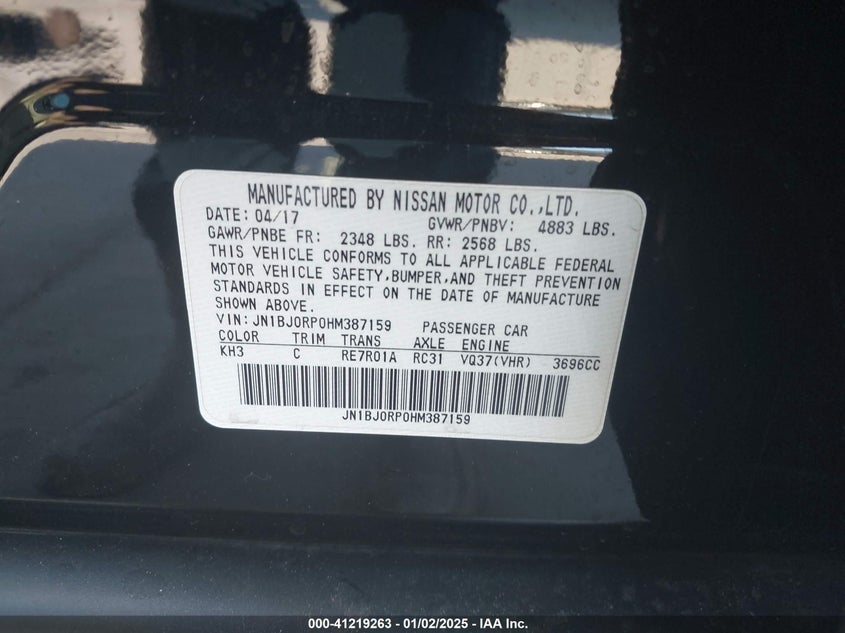 MANUFACTURED BY NISSAN MOTOR CO.,LTD.
DATE: 04/17 GVWR/PNBV: 4883 LBS.
GAWR/PNBE FR: 2348 LBS. RR: 2568 LBS.
THIS VEHICLE CONFORMS TO ALL APPLICABLE FEDERAL
MOTOR VEHICLE SAFETY,BUMPER,AND THEFT PREVENTION
STANDARDS IN EFFECT ON THE DATE OF MANUFACTURE
SHOWN ABOVE.
VIN:JN1BJ0RP0HM387159 PASSENGER CAR
COLOR TRIM TRANS AXLE ENGINE
KH3 C RE7R01A RC31 VQ37(VHR) 3696CC
JN1BJ0RP0HM387159
000-41219263 - 01/02/2025 - IAA Inc.